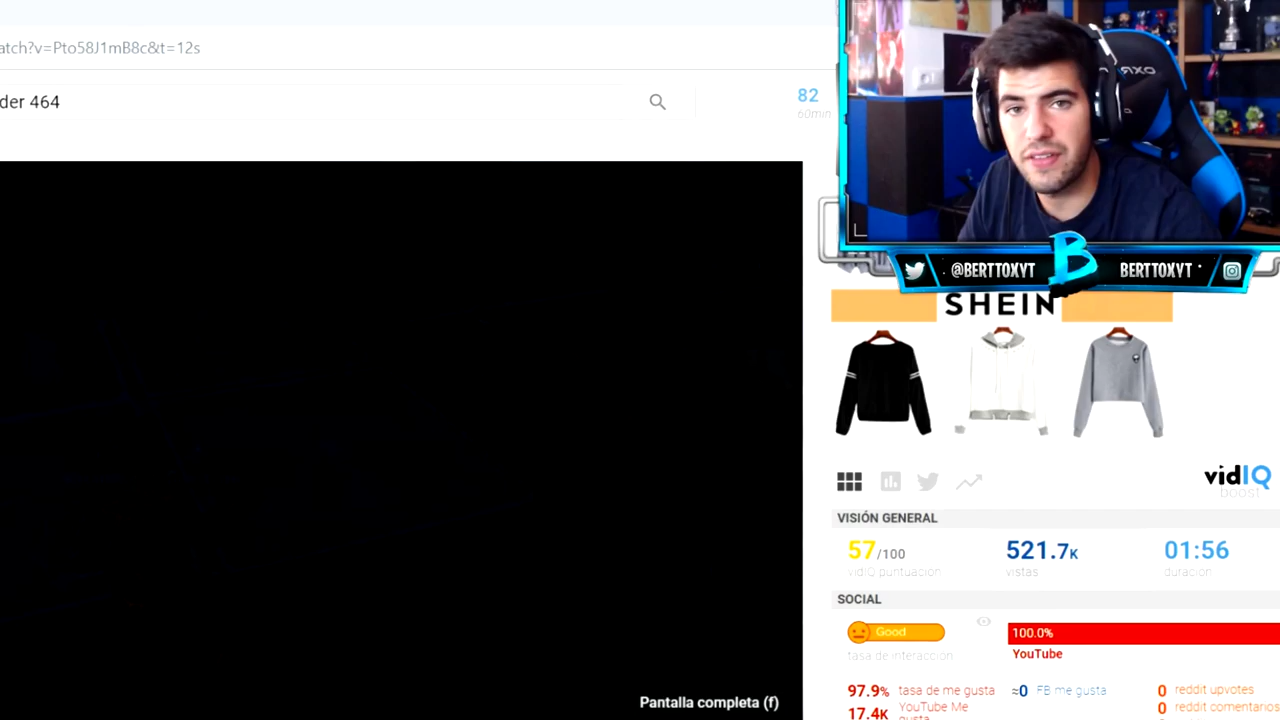 atch?v=Pto58J1mB8c&t=12s
der 464
82
60min
@BERTTOXYT
B
BERTTOXYT
SHEIN
vidIQ
boost
VISIÓN GENERAL
57/100
vidIQ puntuación
521.7K
vistas
01:56
duración
SOCIAL
Good
tasa de interacción
100.0%
YouTube
97.9% tasa de me gusta
≈0 FB me gusta
0 reddit upvotes
17.4K YouTube Me gusta
0 reddit comentarios
Pantalla completa (f)